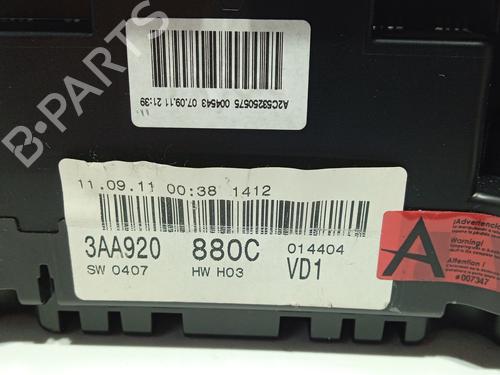 A2C53250575 004543 07.09.11 21:39
11.09.11 00:38 1412
3AA920 880C 014404
SW 0407 HW H03 VD1
A
¡Advertencia!
Warning!
Attention !
#007347
B-PARTS